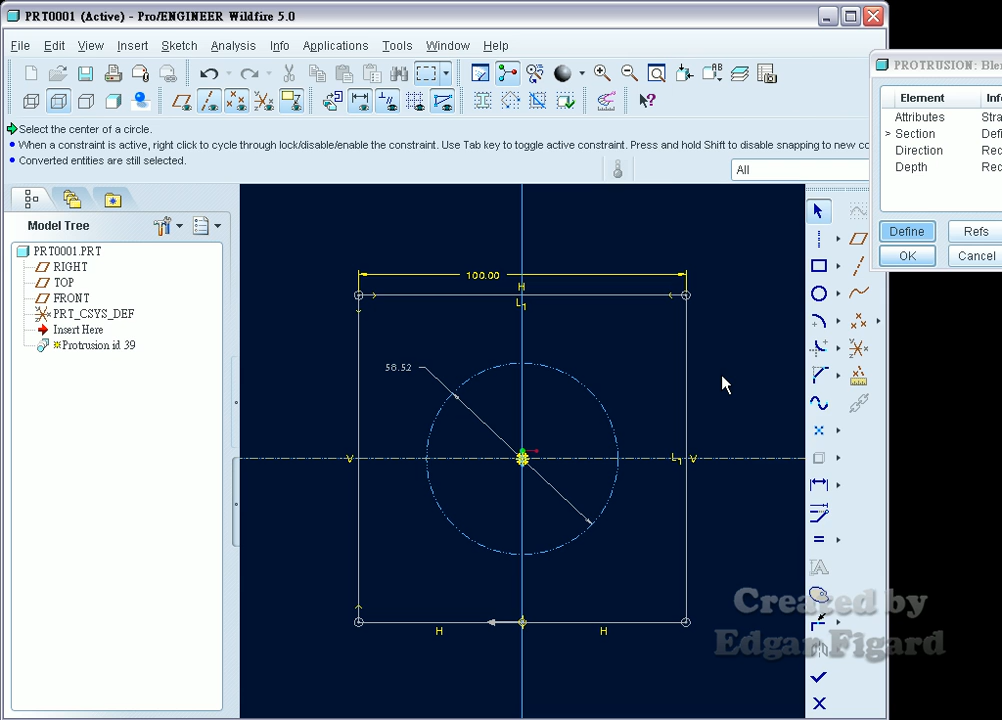 PRT0001 (Active) - Pro/ENGINEER Wildfire 5.0
File Edit View Insert Sketch Analysis Info Applications Tools Window Help
Select the center of a circle.
When a constraint is active, right click to cycle through lock/disable/enable the constraint. Use Tab key to toggle active constraint. Press and hold Shift to disable snapping to new co
Converted entities are still selected.
All
PROTRUSION: Ble
Element Inf
Attributes Stra
> Section Defi
Direction Rec
Depth Rec
Define Refs
OK Cancel
Model Tree
PRT0001.PRT
RIGHT
TOP
FRONT
PRT_CSYS_DEF
Insert Here
Protrusion id 39
100.00
H
L1
58.52
V
L1 V
H H
Created by
Edgar Figard